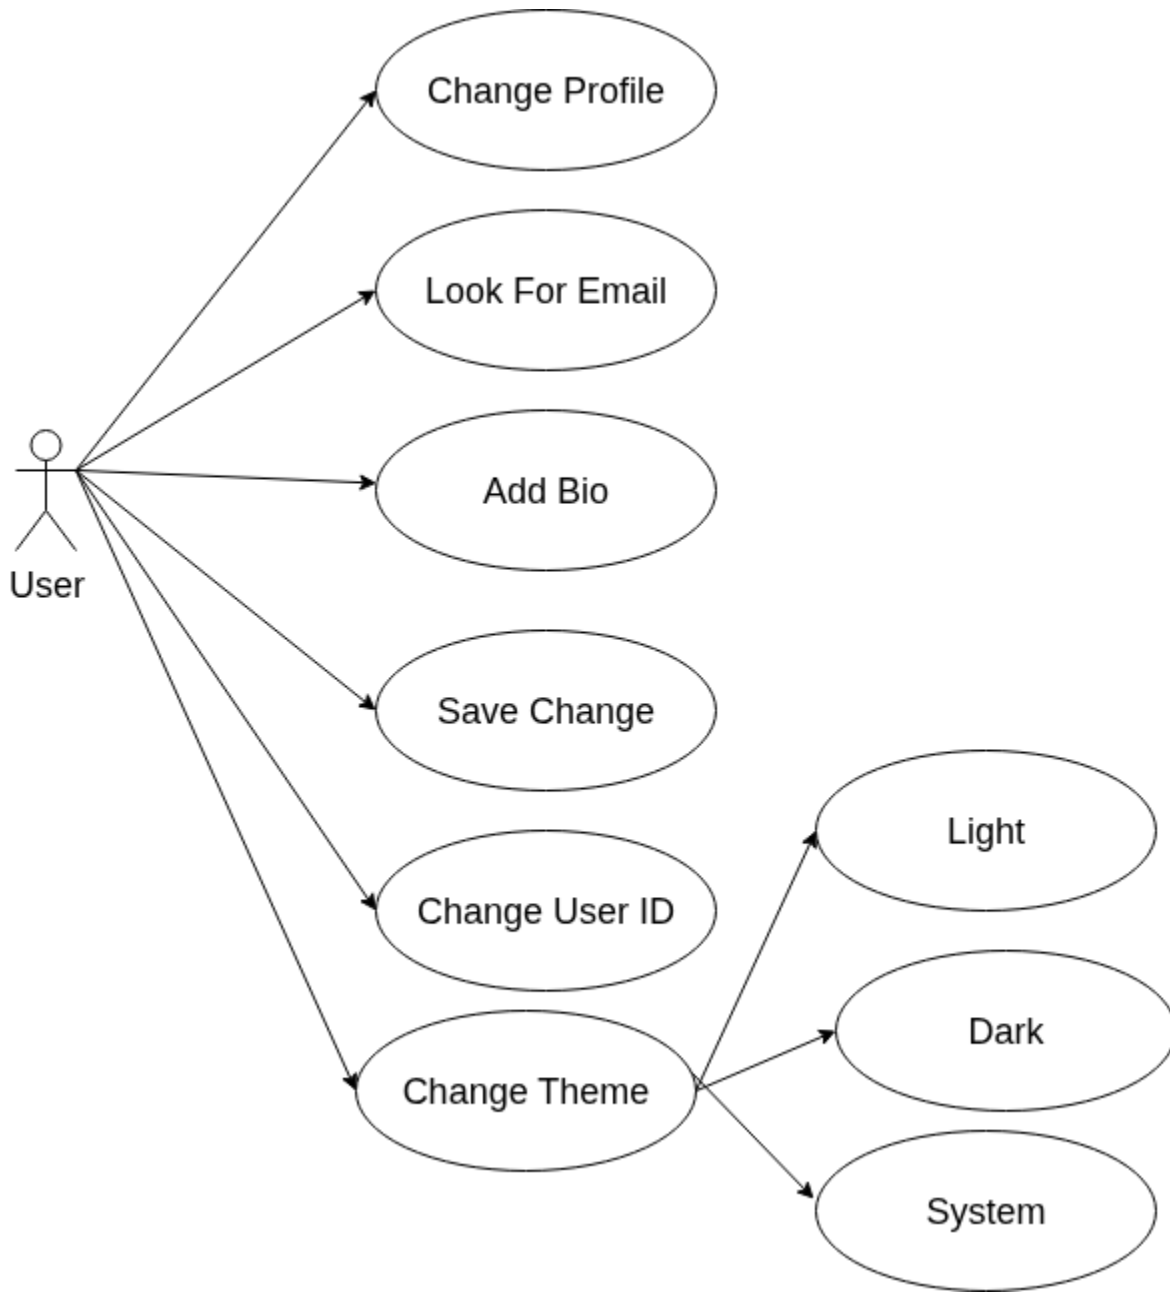 Change Profile
Look For Email
Add Bio
User
Save Change
Light
Change User ID
Dark
Change Theme
System